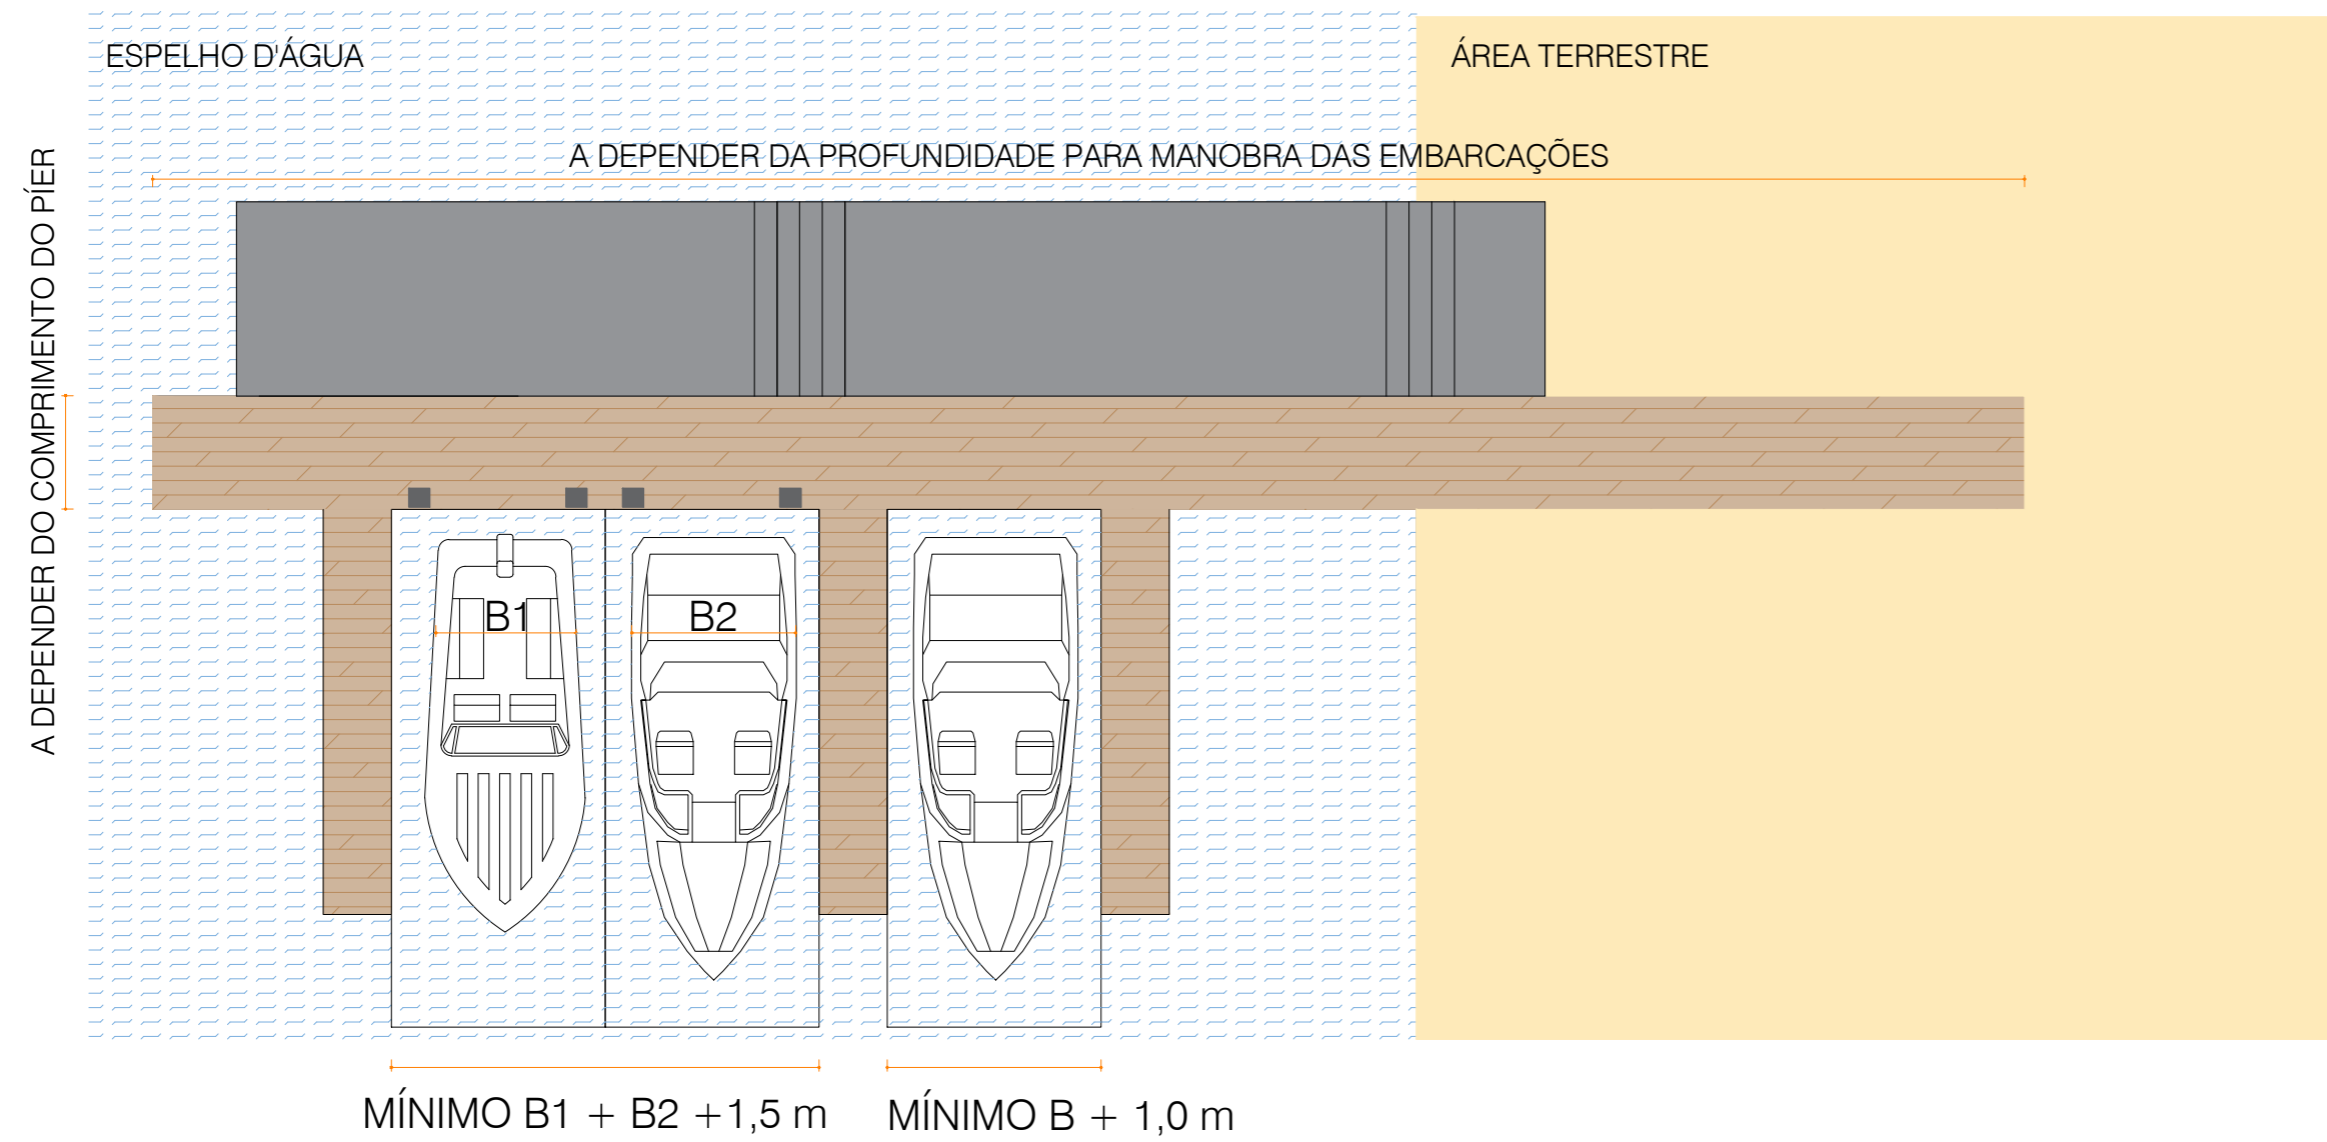 ESPELHO D'ÁGUA
ÁREA TERRESTRE
A DEPENDER DA PROFUNDIDADE PARA MANOBRA DAS EMBARCAÇÕES
A DEPENDER DO COMPRIMENTO DO PÍER
B1
B2
MÍNIMO B1 + B2 +1,5 m
MÍNIMO B + 1,0 m